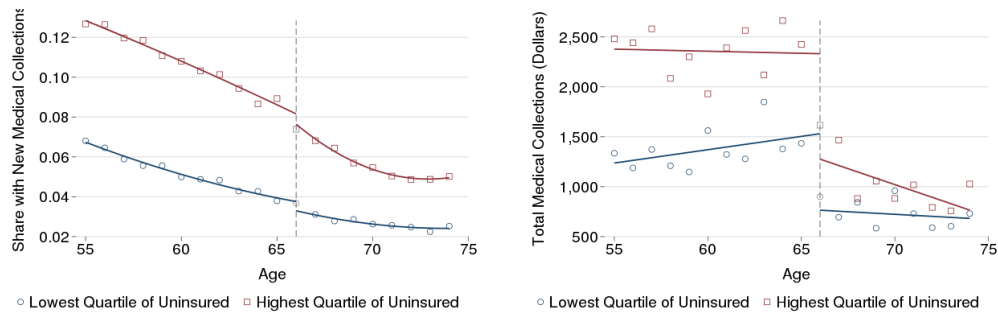 Share with New Medical Collections
0.12
0.10
0.08
0.06
0.04
0.02
55
60
65
70
75
Age
Lowest Quartile of Uninsured
Highest Quartile of Uninsured
Total Medical Collections (Dollars)
2,500
2,000
1,500
1,000
500
55
60
65
70
75
Age
Lowest Quartile of Uninsured
Highest Quartile of Uninsured